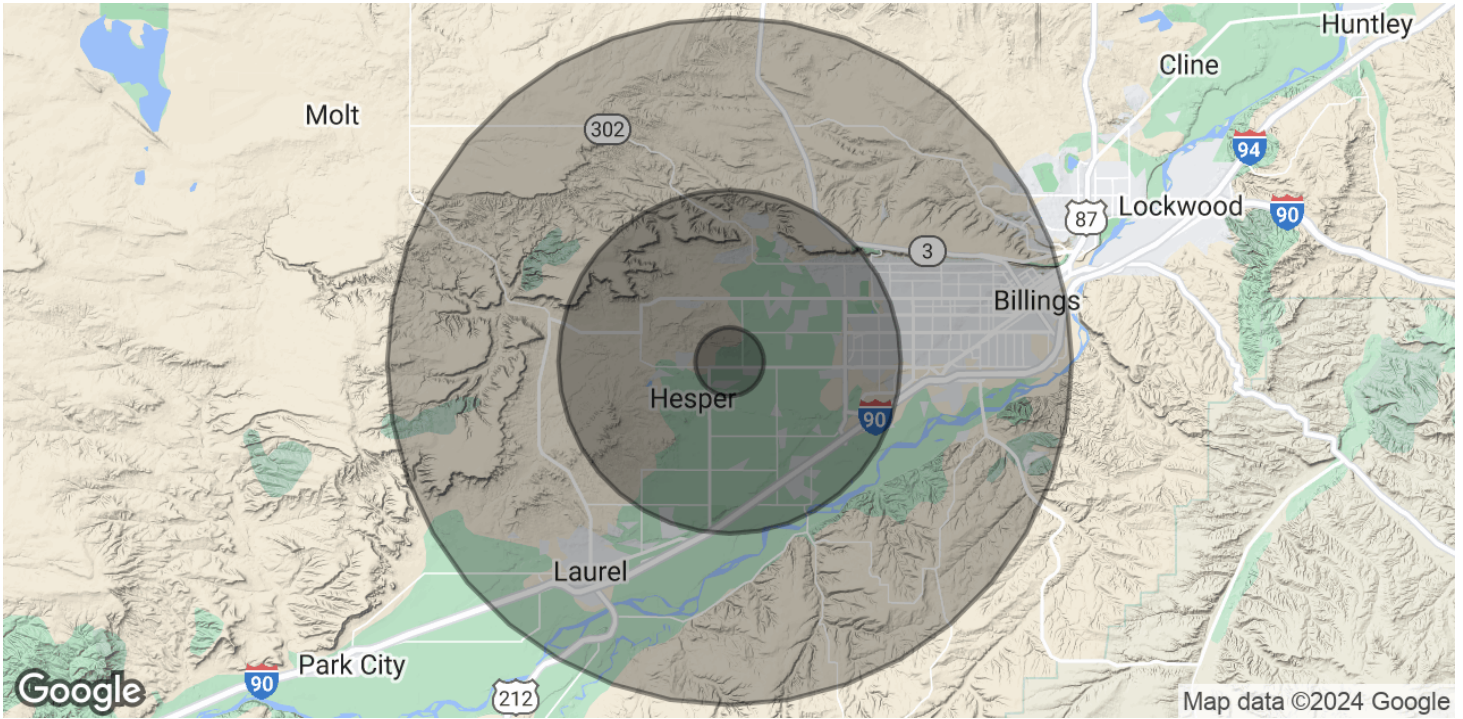 Huntley
Cline
Molt
302
94
Lockwood
90
87
3
Billings
Hesper
90
Laurel
Park City
90
212
Google
Map data ©2024 Google